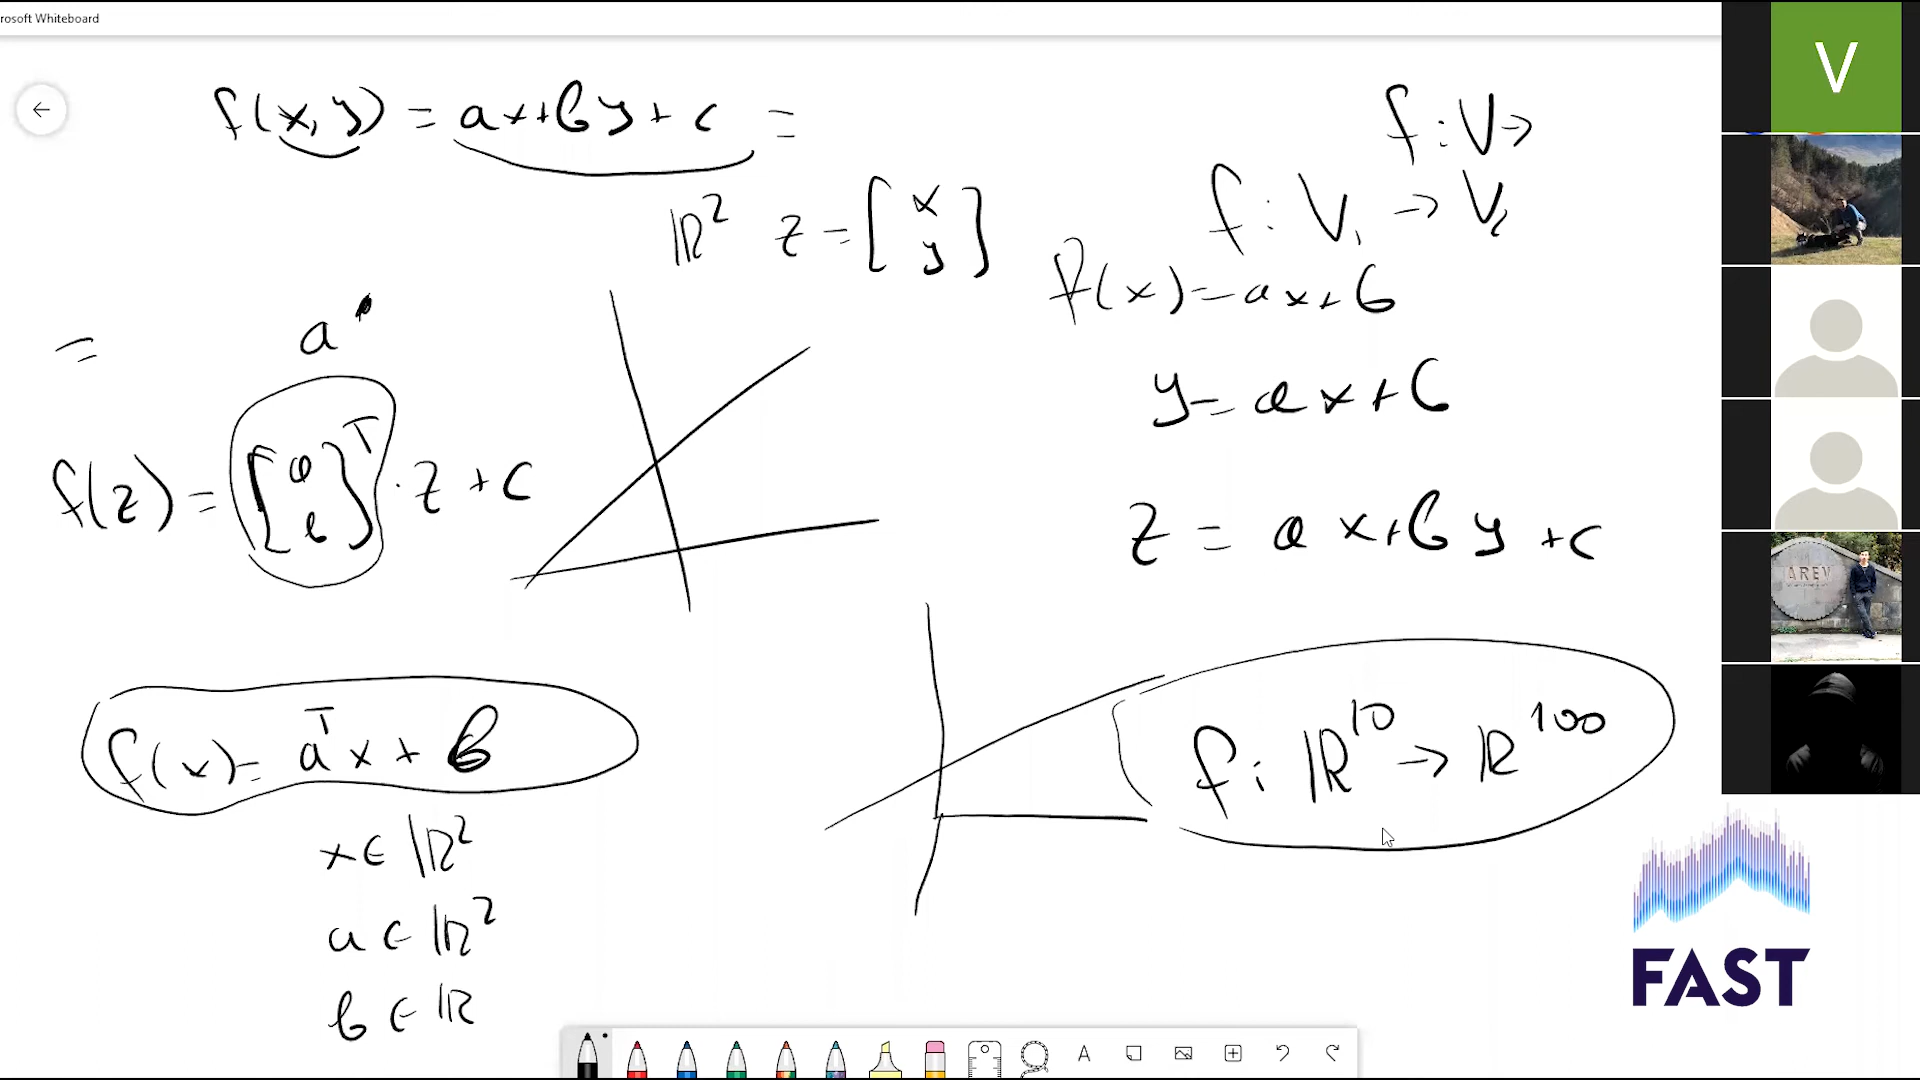 rosoft Whiteboard
f(x, y) = ax+by+c =
ℝ² z = [x y]
f : V →
f : V₁ → V₂
f(x) = ax+b
y = ax+b
z = ax+by+c
=
a
f(z) = [a b]ᵀ · z + c
f(x) = aᵀx + b
x ∈ ℝ²
a ∈ ℝ²
b ∈ ℝ
f : ℝ¹⁰ → ℝ¹⁰⁰
V
AREV
FAST
A